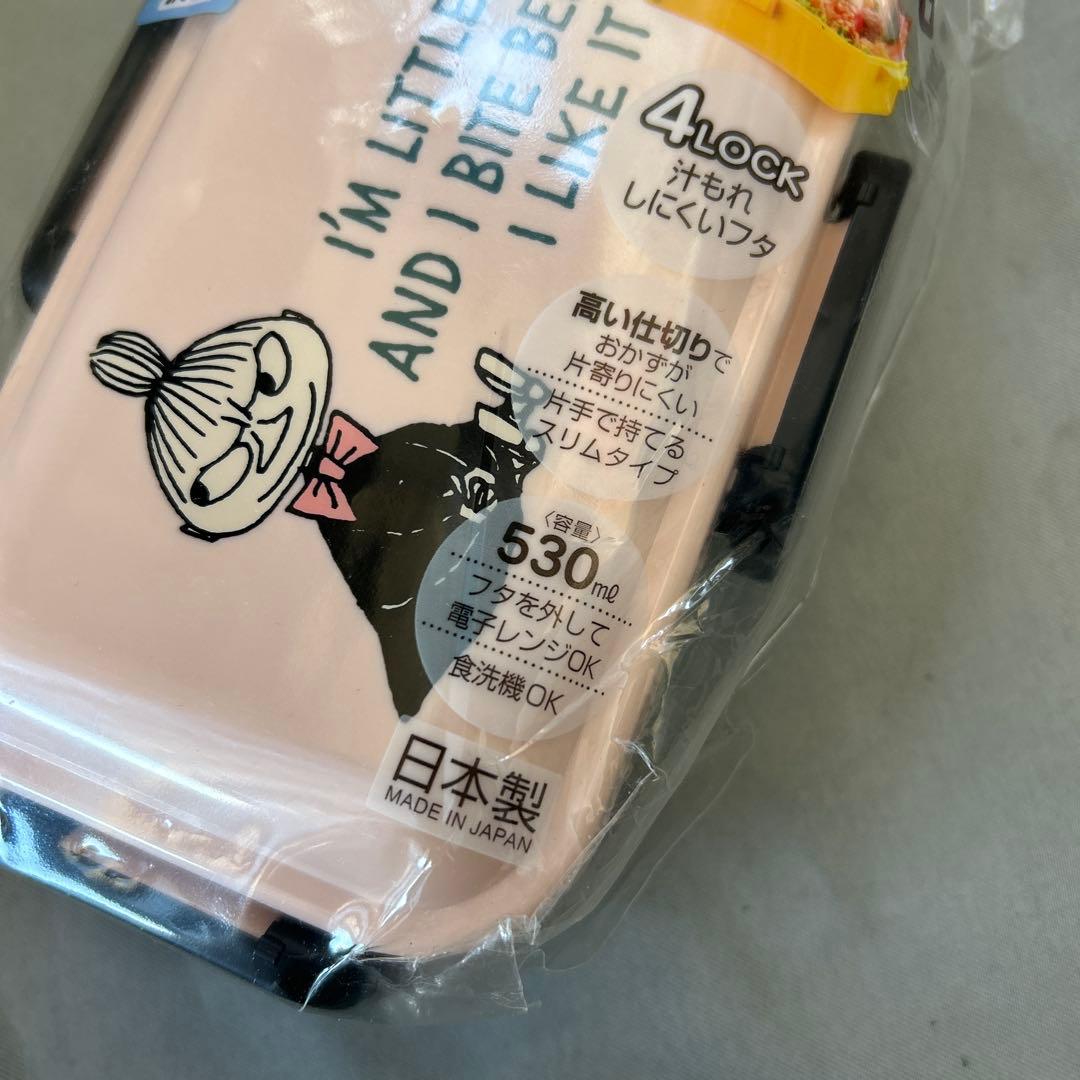 I'M LITTLE
AND I BITE BE
I LIKE IT
4LOCK
汁もれ
しにくいフタ
高い仕切りで
おかずが
片寄りにくい
片手で持てる
スリムタイプ
〈容量〉
530ml
フタを外して
電子レンジOK
食洗機OK
日本製
MADE IN JAPAN